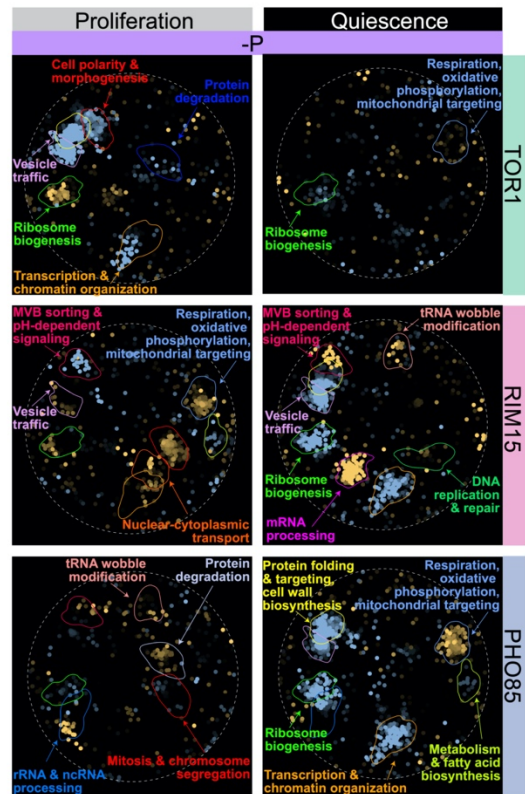 Proliferation
Quiescence
-P
Cell polarity &
morphogenesis
Protein
degradation
Vesicle
traffic
Ribosome
biogenesis
Transcription &
chromatin organization
Respiration,
oxidative
phosphorylation,
mitochondrial targeting
Ribosome
biogenesis
TOR1
MVB sorting &
pH-dependent
signaling
Respiration,
oxidative
phosphorylation,
mitochondrial targeting
Vesicle
traffic
Nuclear-cytoplasmic
transport
MVB sorting &
pH-dependent
signaling
tRNA wobble
modification
Vesicle
traffic
Ribosome
biogenesis
mRNA
processing
DNA
replication
& repair
RIM15
tRNA wobble
modification
Protein
degradation
rRNA & ncRNA
processing
Mitosis & chromosome
segregation
Protein folding
& targeting,
cell wall
biosynthesis
Respiration,
oxidative
phosphorylation,
mitochondrial targeting
Ribosome
biogenesis
Metabolism
& fatty acid
biosynthesis
Transcription & chromatin organization
PHO85